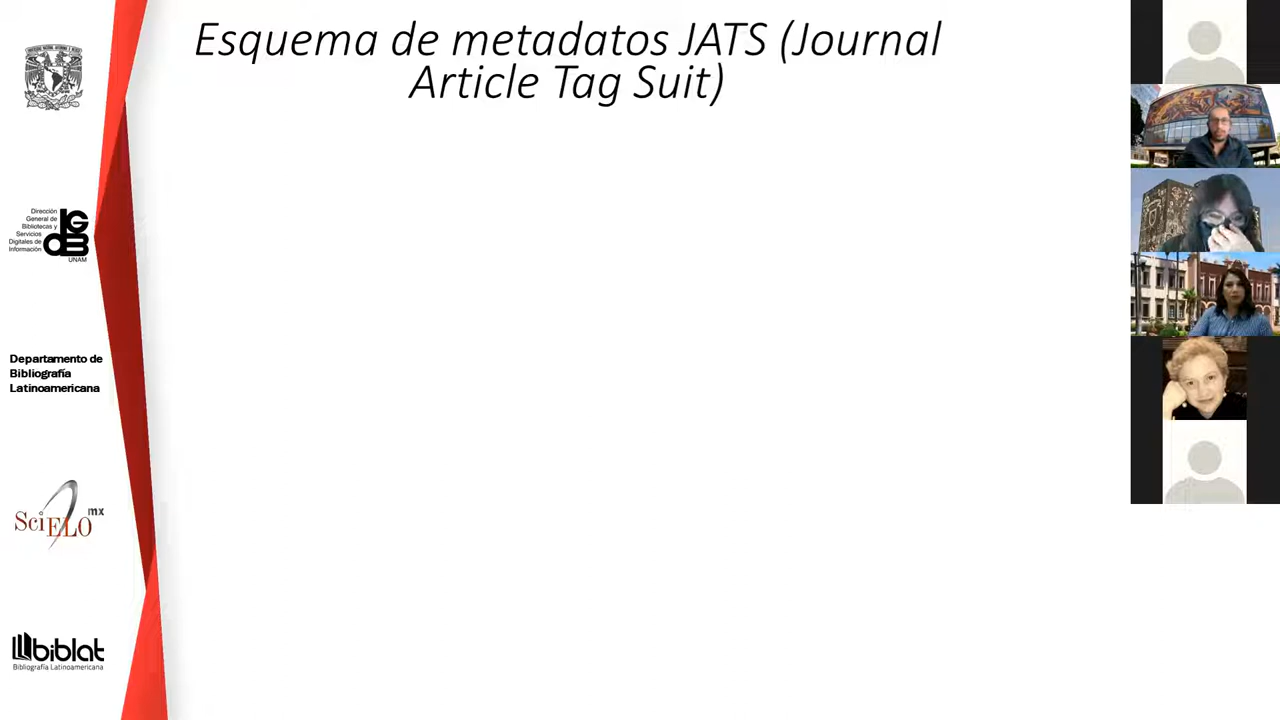 Esquema de metadatos JATS (Journal
Article Tag Suit)
Dirección
General de
Bibliotecas y
Servicios
Digitales de
Información
DGB
UNAM
Departamento de
Bibliografía
Latinoamericana
SciELO mx
biblat
Bibliografía Latinoamericana